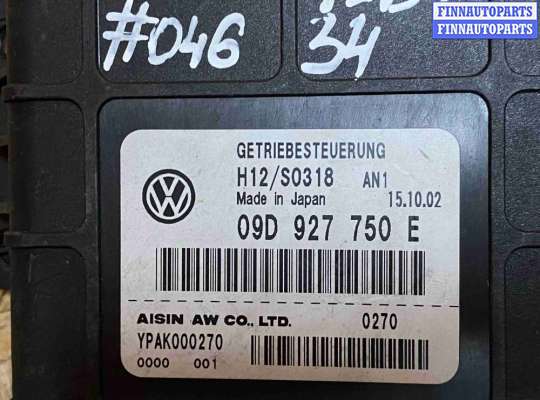 FINNAUTOPARTS
FINNAUTOPARTS
#046
34
GETRIEBESTEUERUNG
H12/S0318 AN1
Made in Japan 15.10.02
09D 927 750 E
AISIN AW CO., LTD. 0270
YPAK000270
0000 001